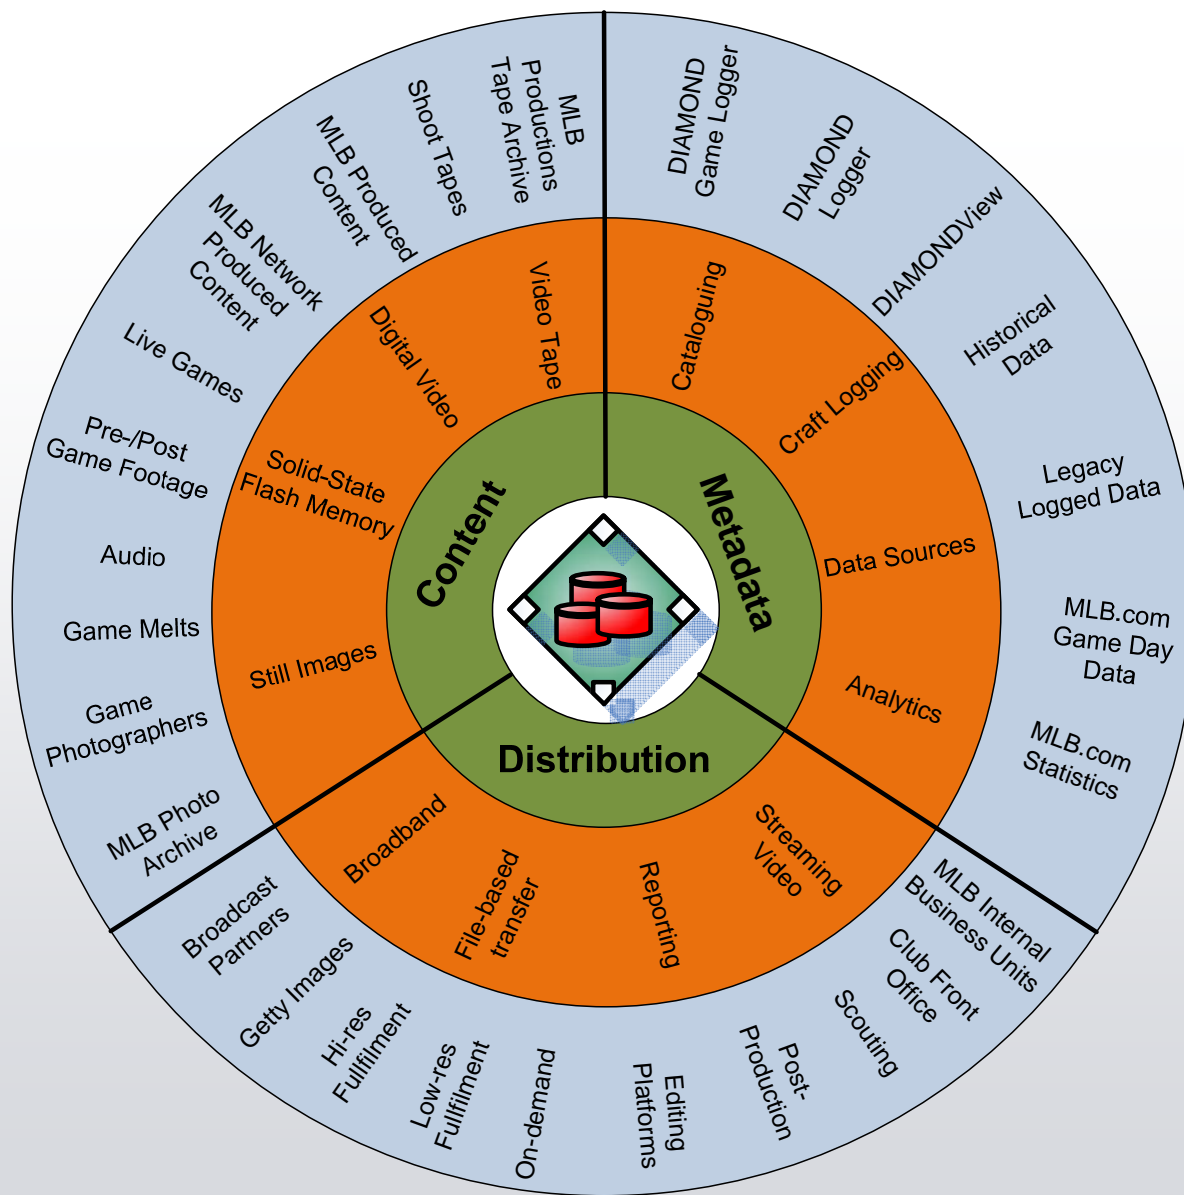 MLB
Productions
Tape Archive
Shoot Tapes
MLB Produced
Content
MLB Network
Produced
Content
Live Games
Pre-/Post
Game Footage
Audio
Game Melts
Game
Photographers
MLB Photo
Archive
Video Tape
Digital Video
Solid-State
Flash Memory
Still Images
Content
DIAMOND
Game Logger
DIAMOND
Logger
DIAMONDView
Historical
Data
Legacy
Logged Data
MLB.com
Game Day
Data
MLB.com
Statistics
Cataloguing
Craft Logging
Data Sources
Analytics
Metadata
Distribution
Broadband
File-based
transfer
Reporting
Streaming
Video
Broadcast
Partners
Getty Images
Hi-res
Fullfilment
Low-res
Fullfilment
On-demand
Editing
Platforms
Post-
Production
Scouting
Club Front
Office
MLB Internal
Business Units